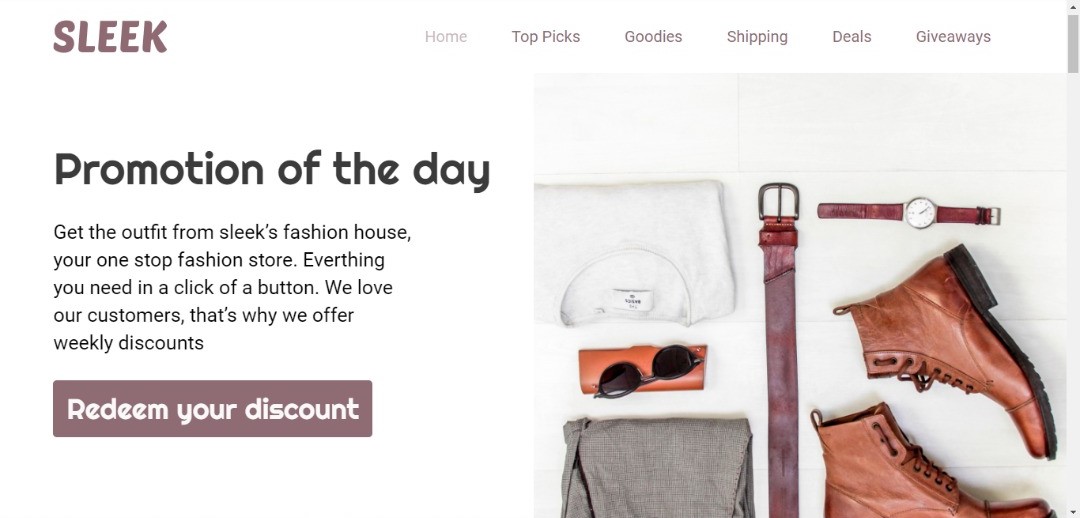 SLEEK
Home
Top Picks
Goodies
Shipping
Deals
Giveaways
Promotion of the day
Get the outfit from sleek’s fashion house,
your one stop fashion store. Everthing
you need in a click of a button. We love
our customers, that’s why we offer
weekly discounts
Redeem your discount